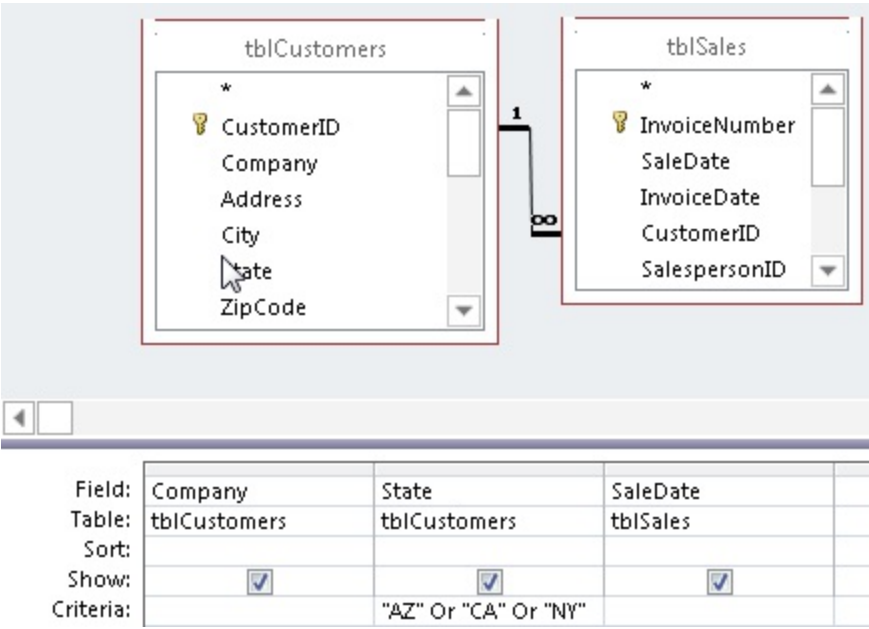 tblCustomers
*
CustomerID
Company
Address
City
State
ZipCode
1
∞
tblSales
*
InvoiceNumber
SaleDate
InvoiceDate
CustomerID
SalespersonID
Field: Company State SaleDate
Table: tblCustomers tblCustomers tblSales
Sort:
Show:
Criteria: "AZ" Or "CA" Or "NY"